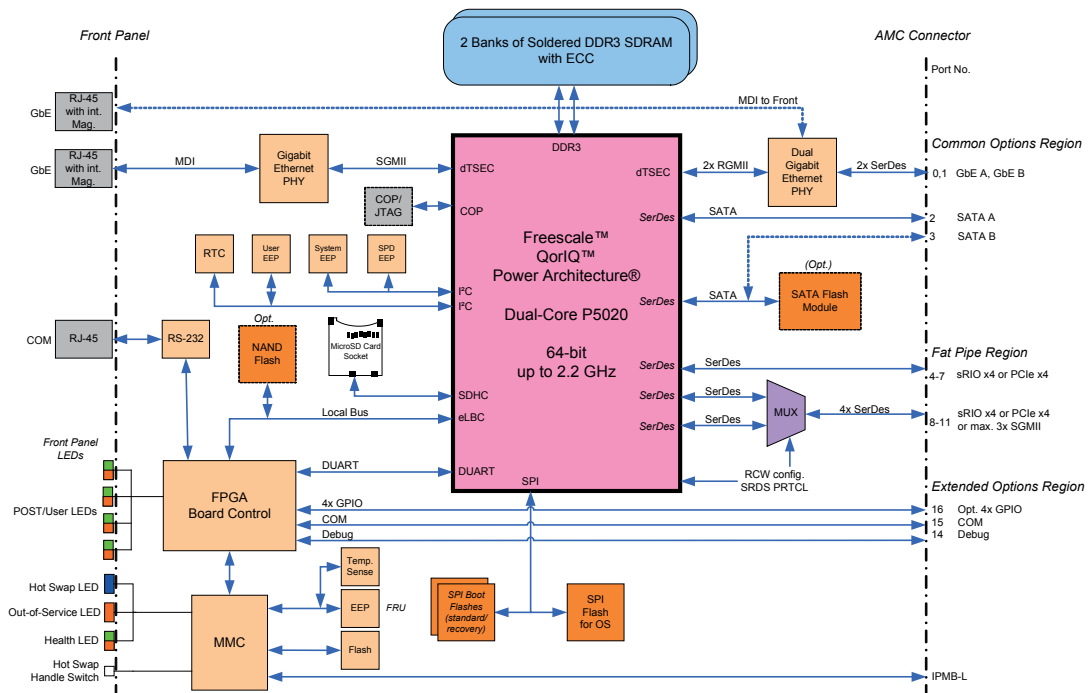 Front Panel
2 Banks of Soldered DDR3 SDRAM
with ECC
AMC Connector
Port No.
GbE
RJ-45
with int.
Mag.
MDI to Front
DDR3
Common Options Region
GbE
RJ-45
with int.
Mag.
MDI
Gigabit
Ethernet
PHY
SGMII
dTSEC
dTSEC
2x RGMII
Dual
Gigabit
Ethernet
PHY
2x SerDes
0,1 GbE A, GbE B
COP/
JTAG
COP
SerDes
SATA
2 SATA A
3 SATA B
RTC
User
EEP
System
EEP
SPD
EEP
I²C
I²C
Freescale™
QorIQ™
Power Architecture®
Dual-Core P5020
64-bit
up to 2.2 GHz
SerDes
SATA
(Opt.)
SATA Flash
Module
COM
RJ-45
RS-232
Opt.
NAND
Flash
MicroSD Card
Socket
SDHC
Local Bus
eLBC
SerDes
SerDes
Fat Pipe Region
4-7 sRIO x4 or PCIe x4
SerDes
SerDes
SerDes
SerDes
MUX
4x SerDes
8-11
sRIO x4 or PCIe x4
or max. 3x SGMII
Front Panel
LEDs
POST/User LEDs
FPGA
Board Control
DUART
DUART
SPI
RCW config.
SRDS PRTCL
Extended Options Region
4x GPIO
16 Opt. 4x GPIO
COM
15 COM
Debug
14 Debug
Hot Swap LED
Out-of-Service LED
Health LED
Hot Swap
Handle Switch
MMC
Temp.
Sense
EEP
FRU
Flash
SPI Boot
Flashes
(standard/
recovery)
SPI
Flash
for OS
IPMB-L